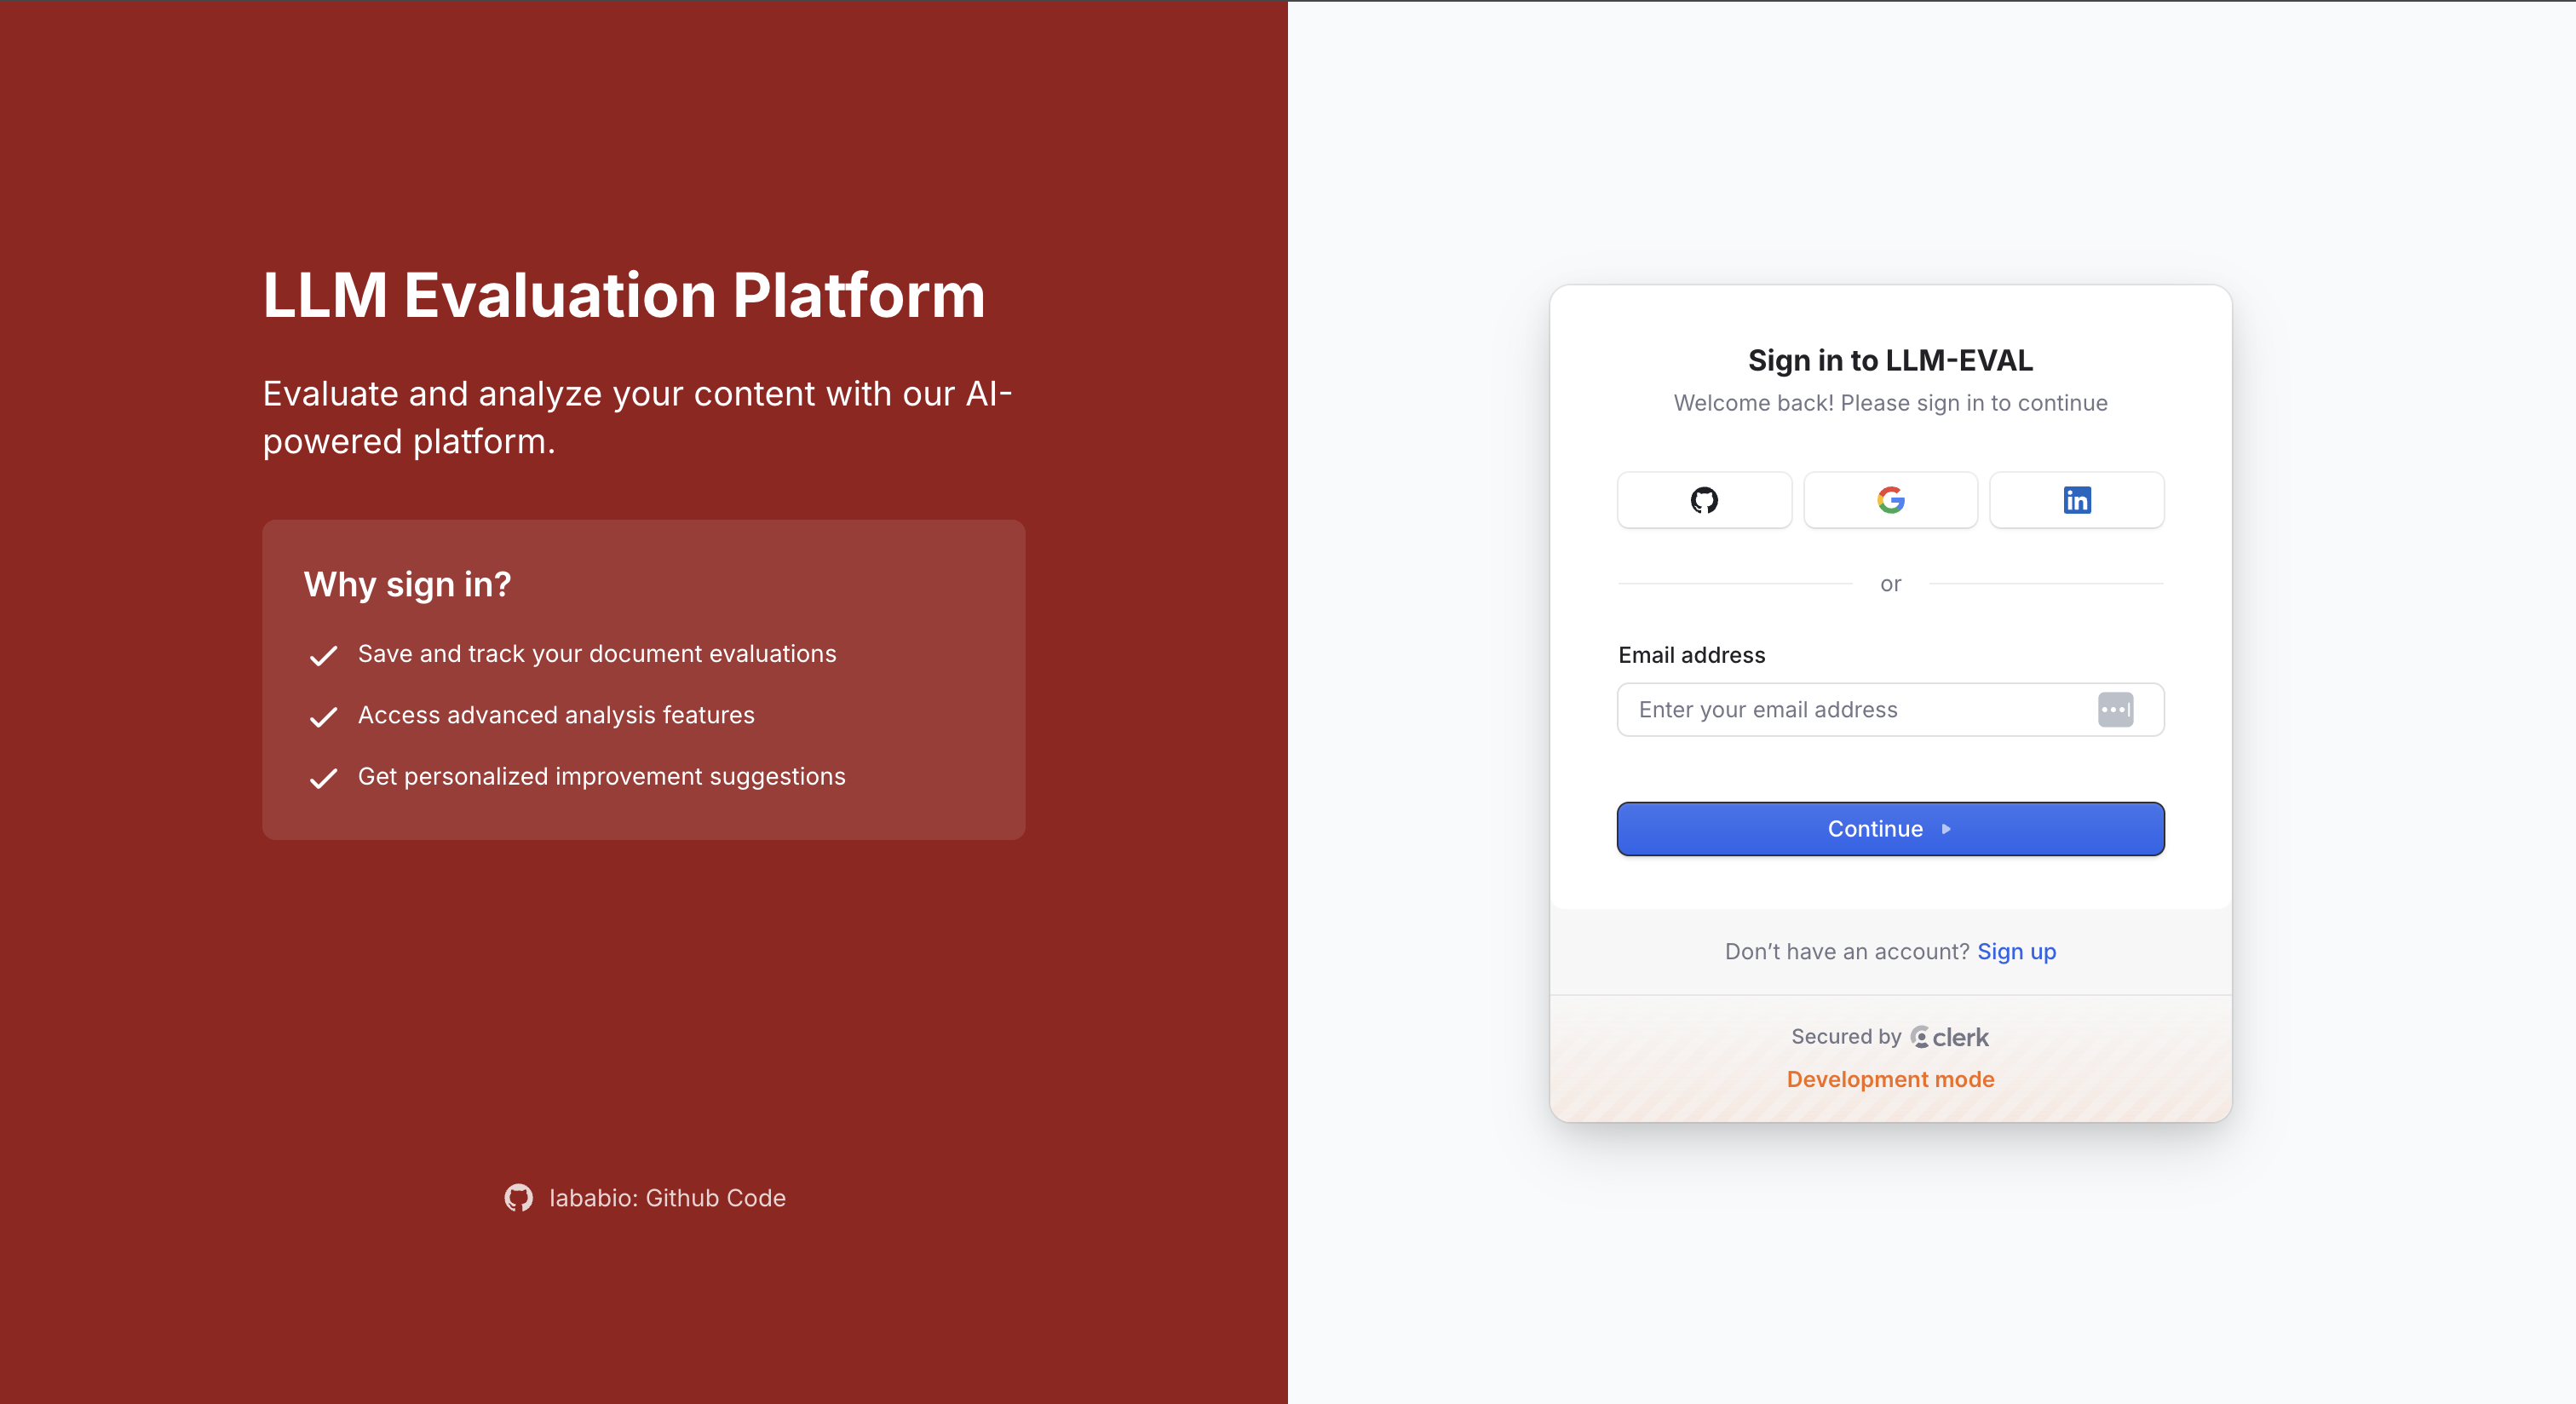 LLM Evaluation Platform
Evaluate and analyze your content with our AI-
powered platform.
Why sign in?
Save and track your document evaluations
Access advanced analysis features
Get personalized improvement suggestions
lababio: Github Code
Sign in to LLM-EVAL
Welcome back! Please sign in to continue
in
or
Email address
Enter your email address
Continue
Don’t have an account? Sign up
Secured by clerk
Development mode